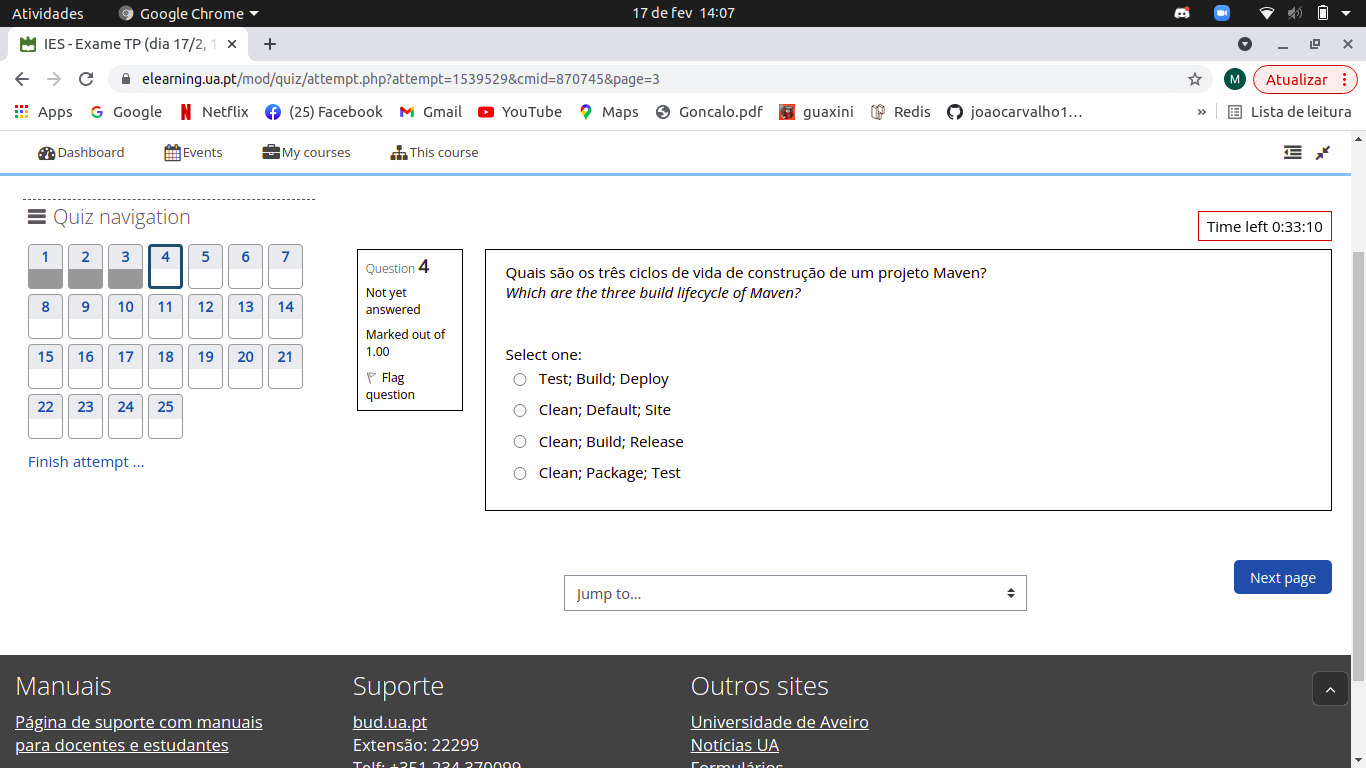 Atividades
Google Chrome
17 de fev 14:07
IES - Exame TP (dia 17/2, 1
elearning.ua.pt/mod/quiz/attempt.php?attempt=1539529&cmid=870745&page=3
M
Atualizar
Apps
Google
Netflix
(25) Facebook
Gmail
YouTube
Maps
Goncalo.pdf
guaxini
Redis
joaocarvalho1...
»
Lista de leitura
Dashboard
Events
My courses
This course
Quiz navigation
1 2 3 4 5 6 7
8 9 10 11 12 13 14
15 16 17 18 19 20 21
22 23 24 25
Finish attempt ...
Time left 0:33:10
Question 4
Not yet
answered
Marked out of
1.00
Flag
question
Quais são os três ciclos de vida de construção de um projeto Maven?
Which are the three build lifecycle of Maven?
Select one:
Test; Build; Deploy
Clean; Default; Site
Clean; Build; Release
Clean; Package; Test
Next page
Jump to...
Manuais
Página de suporte com manuais
para docentes e estudantes
Suporte
bud.ua.pt
Extensão: 22299
Telf: +351 234 370099
Outros sites
Universidade de Aveiro
Notícias UA
Formulários